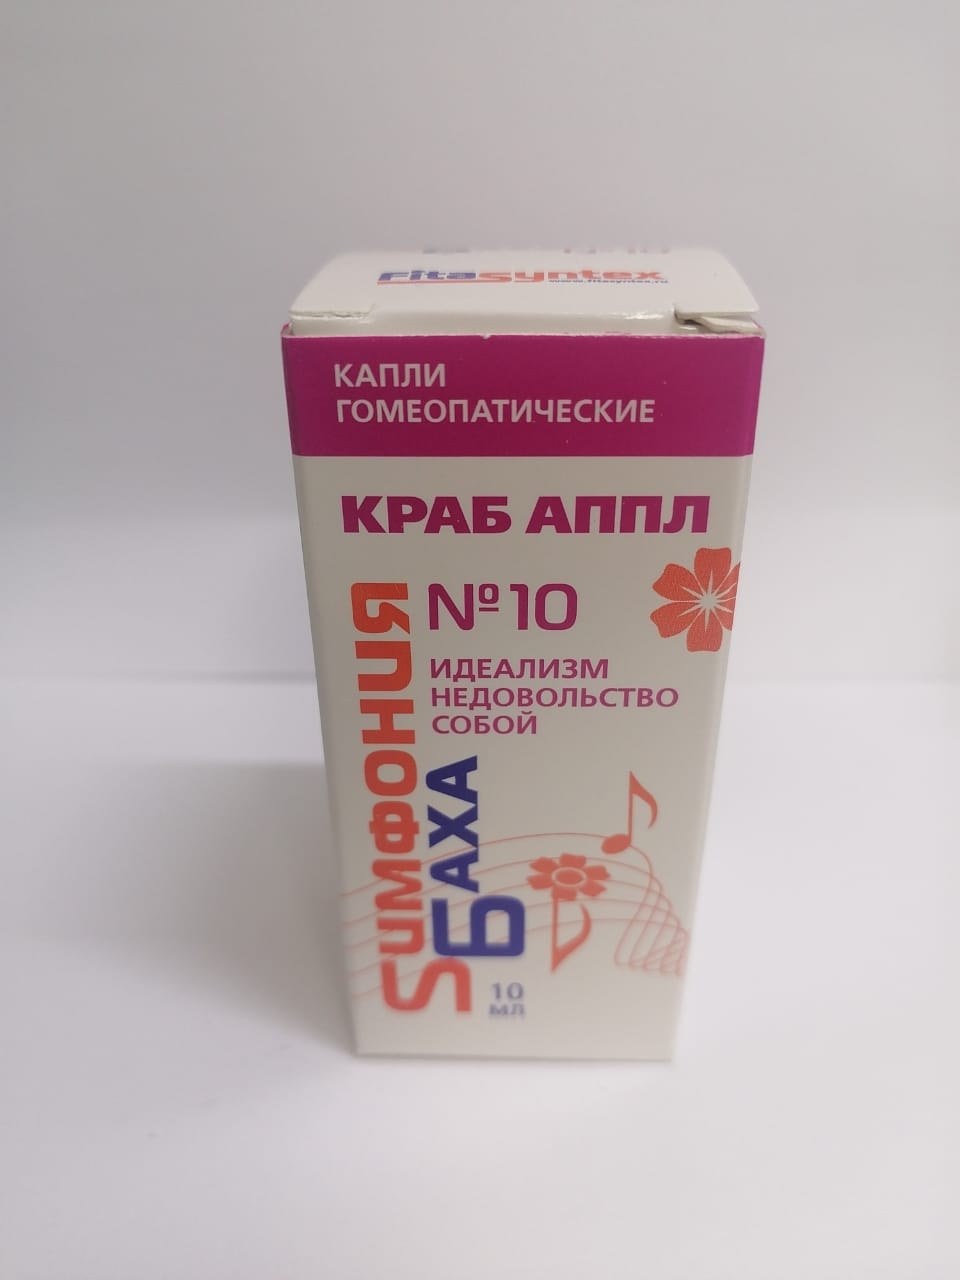 Fitasyntex
www.fitasyntex.ru
КАПЛИ
ГОМЕОПАТИЧЕСКИЕ
КРАБ АППЛ
№10
ИДЕАЛИЗМ
НЕДОВОЛЬСТВО
СОБОЙ
Sимфония
Баха
10
мл